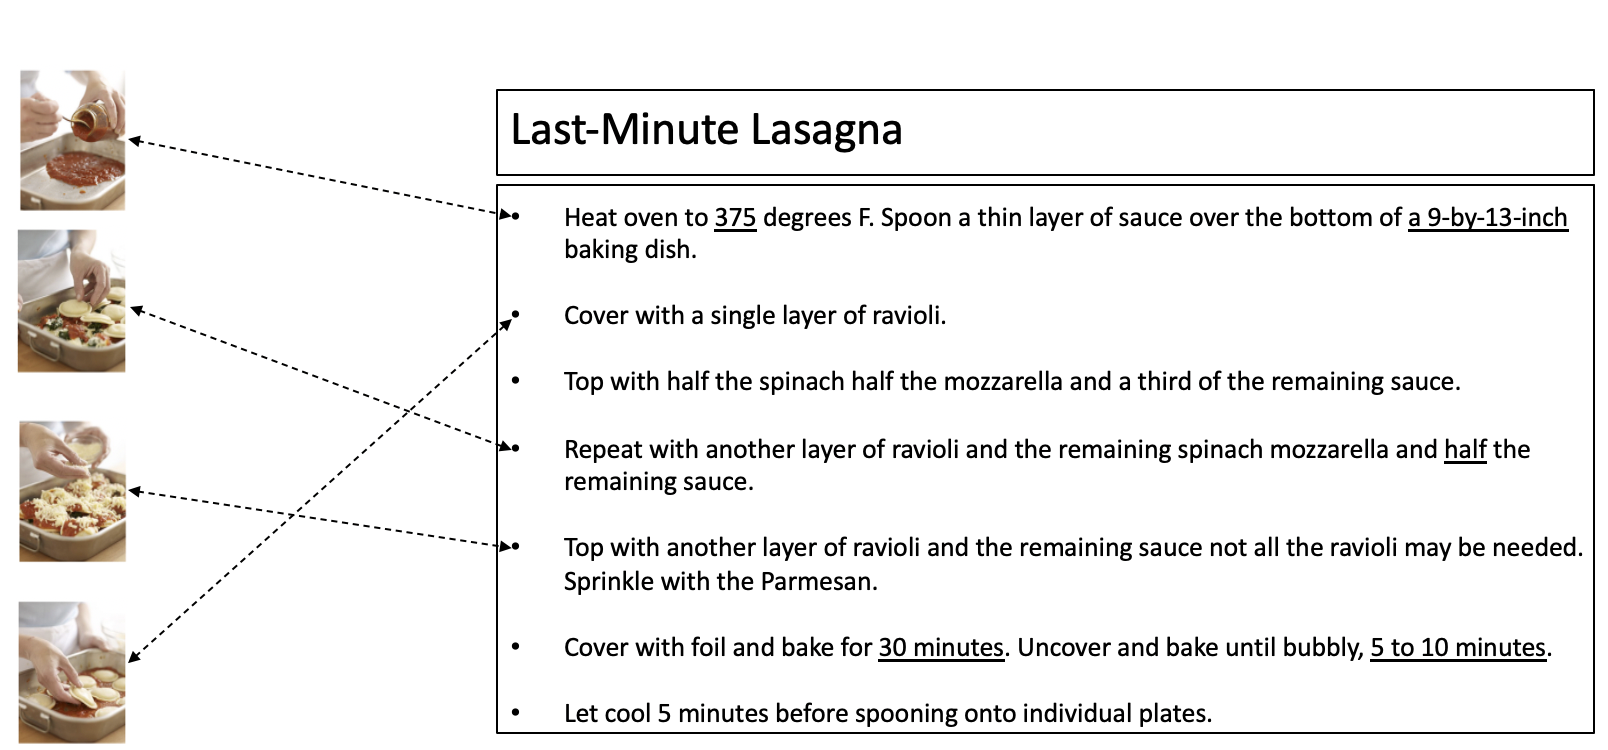 Last-Minute Lasagna
• Heat oven to 375 degrees F. Spoon a thin layer of sauce over the bottom of a 9-by-13-inch
baking dish.
• Cover with a single layer of ravioli.
• Top with half the spinach half the mozzarella and a third of the remaining sauce.
• Repeat with another layer of ravioli and the remaining spinach mozzarella and half the
remaining sauce.
• Top with another layer of ravioli and the remaining sauce not all the ravioli may be needed.
Sprinkle with the Parmesan.
• Cover with foil and bake for 30 minutes. Uncover and bake until bubbly, 5 to 10 minutes.
• Let cool 5 minutes before spooning onto individual plates.